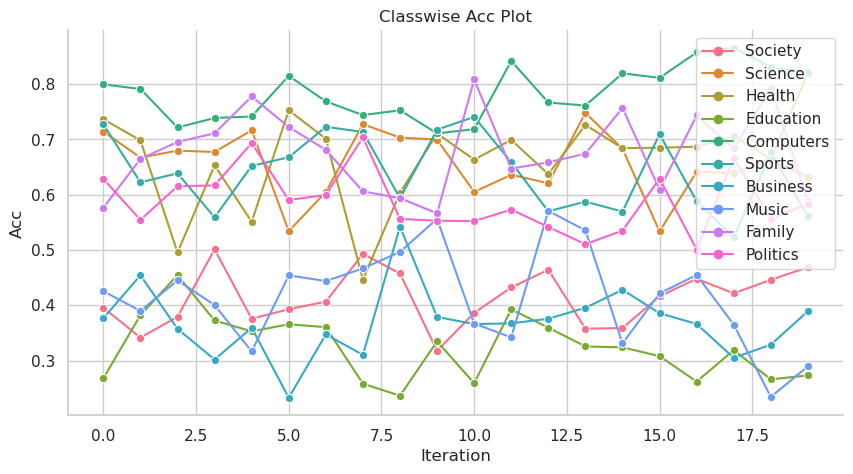 Classwise Acc Plot
Acc
0.8
0.7
0.6
0.5
0.4
0.3
Society
Science
Health
Education
Computers
Sports
Business
Music
Family
Politics
0.0 2.5 5.0 7.5 10.0 12.5 15.0 17.5
Iteration